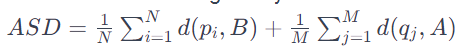 $ASD = \frac{1}{N} \sum_{i=1}^{N} d(p_i, B) + \frac{1}{M} \sum_{j=1}^{M} d(q_j, A)$